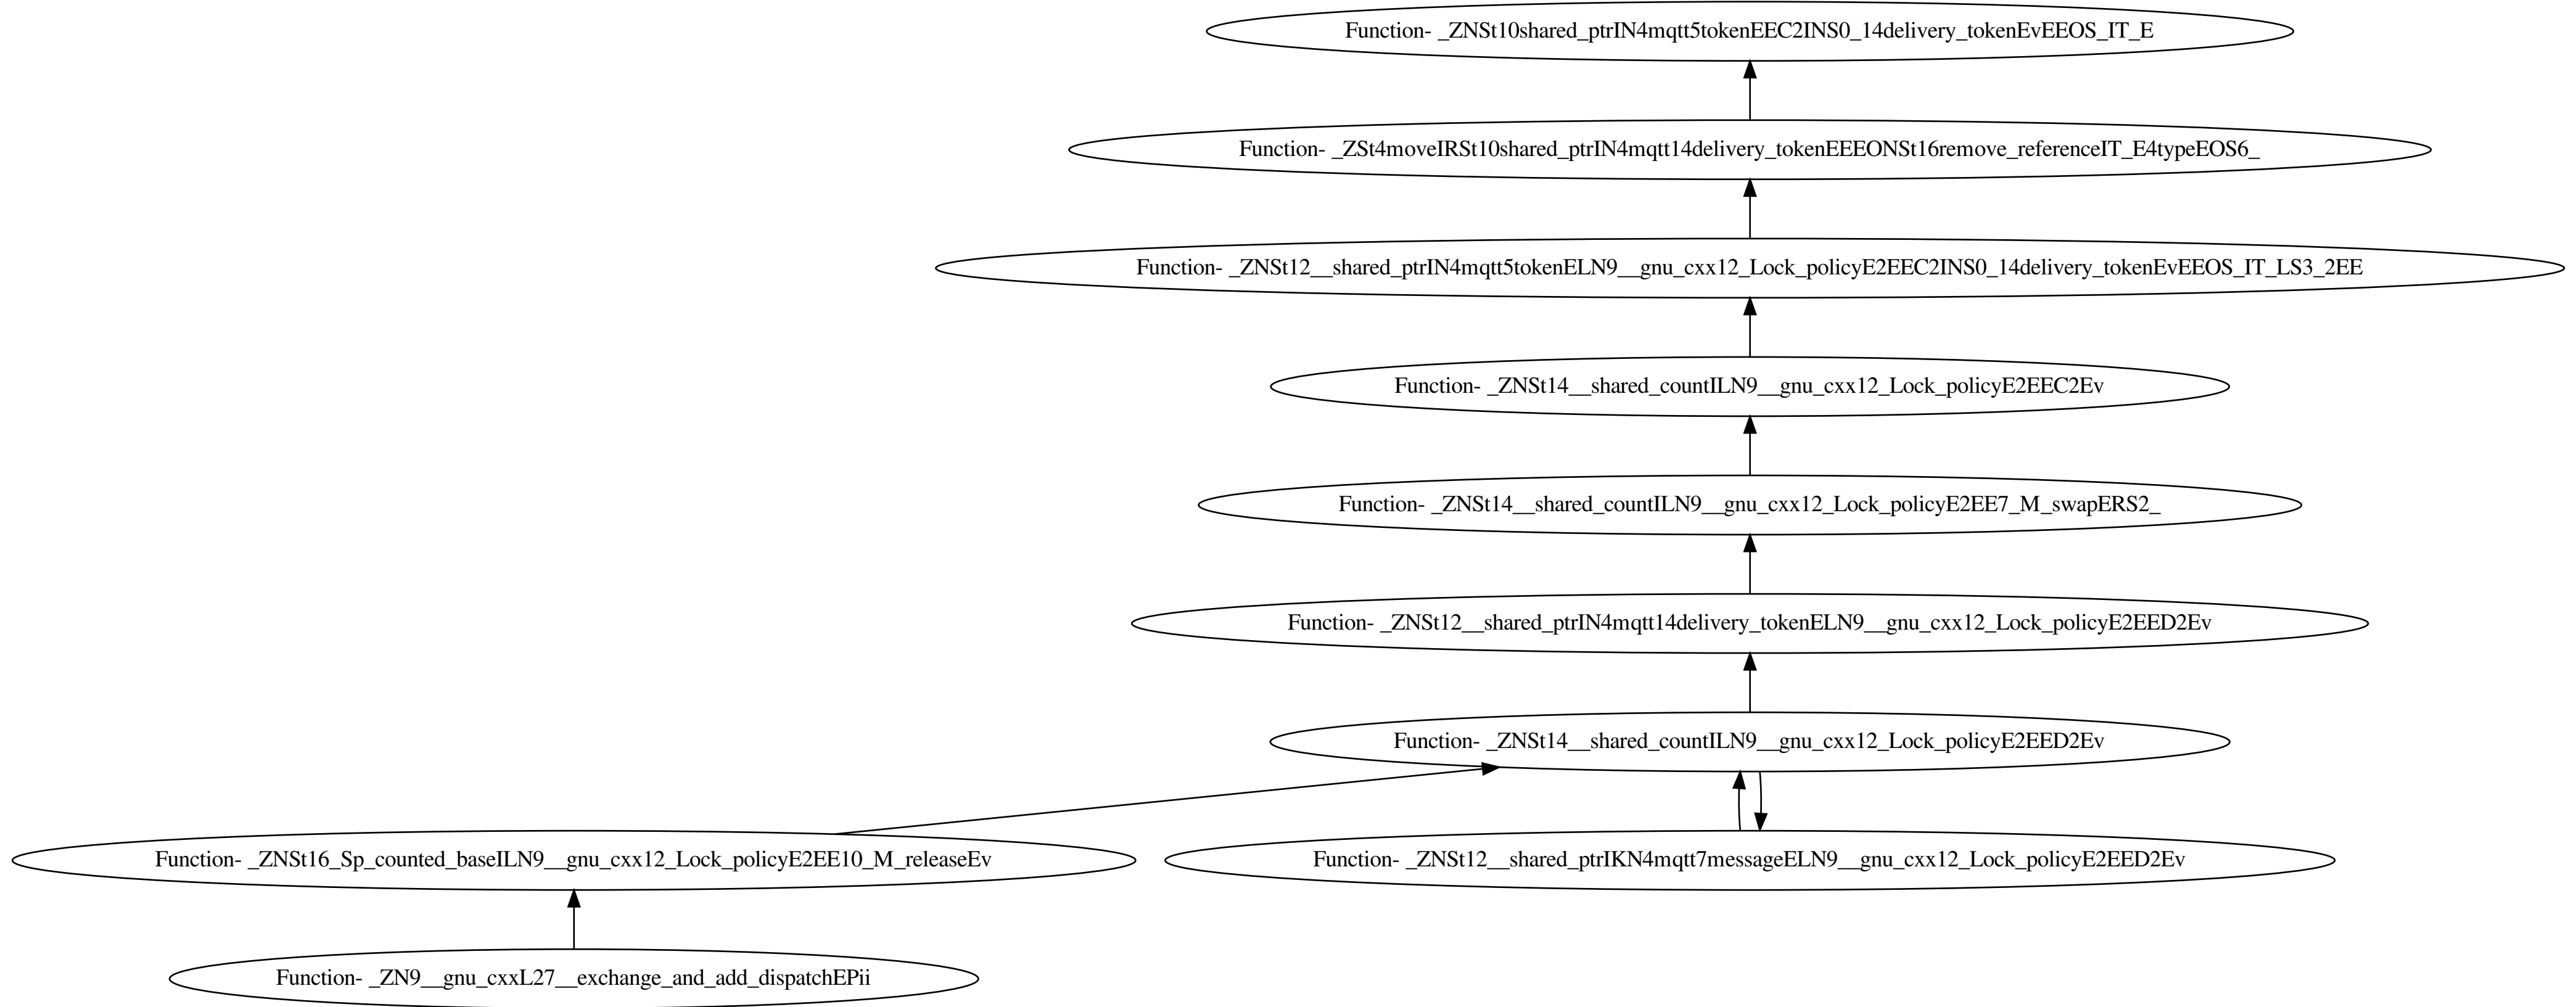 Function- _ZNSt10shared_ptrIN4mqtt5tokenEEC2INS0_14delivery_tokenEvEEOS_IT_E
Function- _ZSt4moveIRSt10shared_ptrIN4mqtt14delivery_tokenEEEONSt16remove_referenceIT_E4typeEOS6_
Function- _ZNSt12__shared_ptrIN4mqtt5tokenELN9__gnu_cxx12_Lock_policyE2EEC2INS0_14delivery_tokenEvEEOS_IT_LS3_2EE
Function- _ZNSt14__shared_countILN9__gnu_cxx12_Lock_policyE2EEC2Ev
Function- _ZNSt14__shared_countILN9__gnu_cxx12_Lock_policyE2EE7_M_swapERS2_
Function- _ZNSt12__shared_ptrIN4mqtt14delivery_tokenELN9__gnu_cxx12_Lock_policyE2EED2Ev
Function- _ZNSt14__shared_countILN9__gnu_cxx12_Lock_policyE2EED2Ev
Function- _ZNSt16_Sp_counted_baseILN9__gnu_cxx12_Lock_policyE2EE10_M_releaseEv
Function- _ZNSt12__shared_ptrIKN4mqtt7messageELN9__gnu_cxx12_Lock_policyE2EED2Ev
Function- _ZN9__gnu_cxxL27__exchange_and_add_dispatchEPii